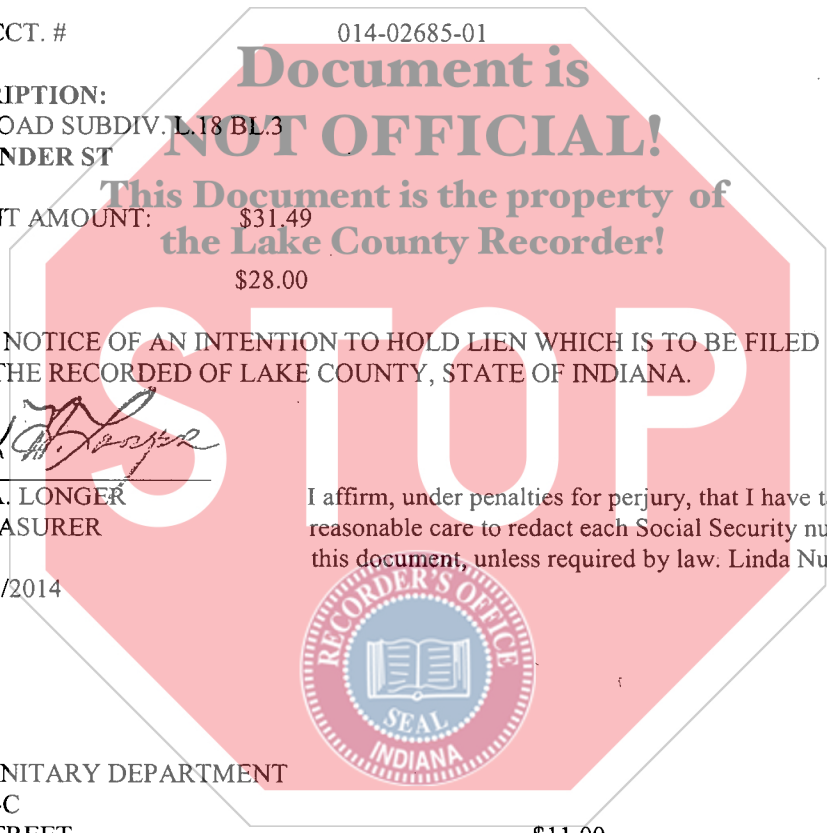 CCT. # 014-02685-01
Document is
RIPTION:
OAD SUBDIV. L.18 BL.3
NOT OFFICIAL!
NDER ST
This Document is the property of
T AMOUNT: $31.49
the Lake County Recorder!
$28.00
NOTICE OF AN INTENTION TO HOLD LIEN WHICH IS TO BE FILED
THE RECORDED OF LAKE COUNTY, STATE OF INDIANA.
STOP
A. LONGER
ASURER
I affirm, under penalties for perjury, that I have t
reasonable care to redact each Social Security nu
this document, unless required by law. Linda Nu
/2014
RECORDER'S OFFICE
SEAL
INDIANA
NITARY DEPARTMENT
-C
TREET
$11.00